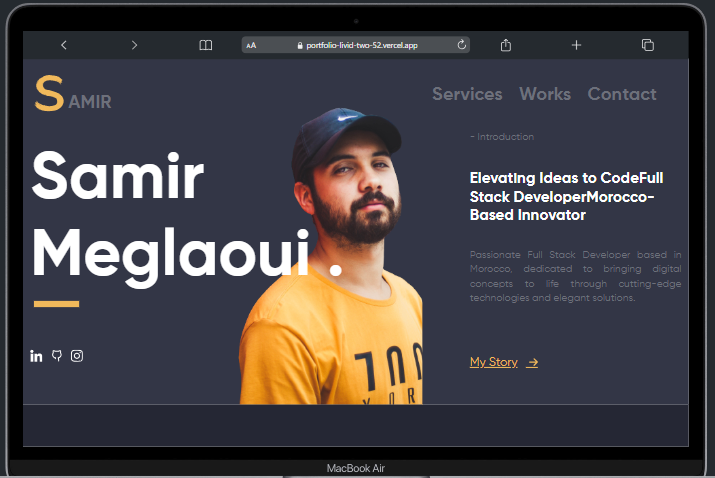 AA portfolio-livid-two-52.vercel.app
SAMIR
Services Works Contact
- Introduction
Samir
Meglaoui .
Elevating Ideas to CodeFull
Stack DeveloperMorocco-
Based Innovator
Passionate Full Stack Developer based in
Morocco, dedicated to bringing digital
concepts to life through cutting-edge
technologies and elegant solutions.
in
My Story →
MacBook Air